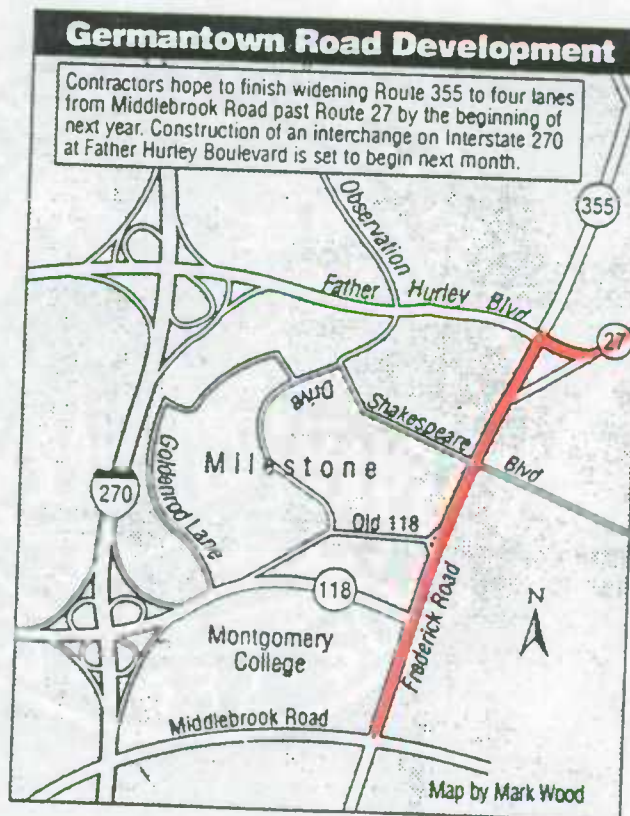 Germantown Road Development
Contractors hope to finish widening Route 355 to four lanes
from Middlebrook Road past Route 27 by the beginning of
next year. Construction of an interchange on Interstate 270
at Father Hurley Boulevard is set to begin next month.
Observation
355
Father Hurley Blvd
27
Drive
Shakespeare
Blvd
Goldenrod Lane
Milestone
270
Old 118
118
N
Frederick Road
Montgomery
College
Middlebrook Road
Map by Mark Wood